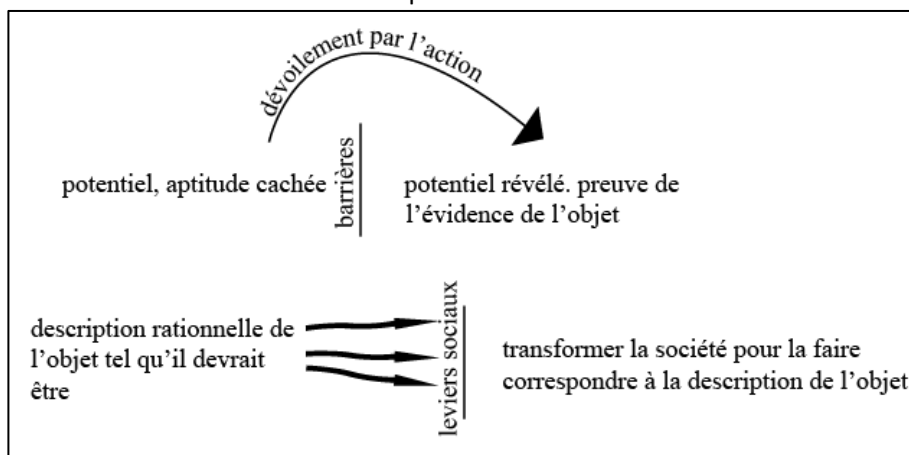 dévoilement par l'action
potentiel, aptitude cachée
barrières
potentiel révélé. preuve de
l'évidence de l'objet
description rationnelle de
l'objet tel qu'il devrait
être
leviers sociaux
transformer la société pour la faire
correspondre à la description de l'objet